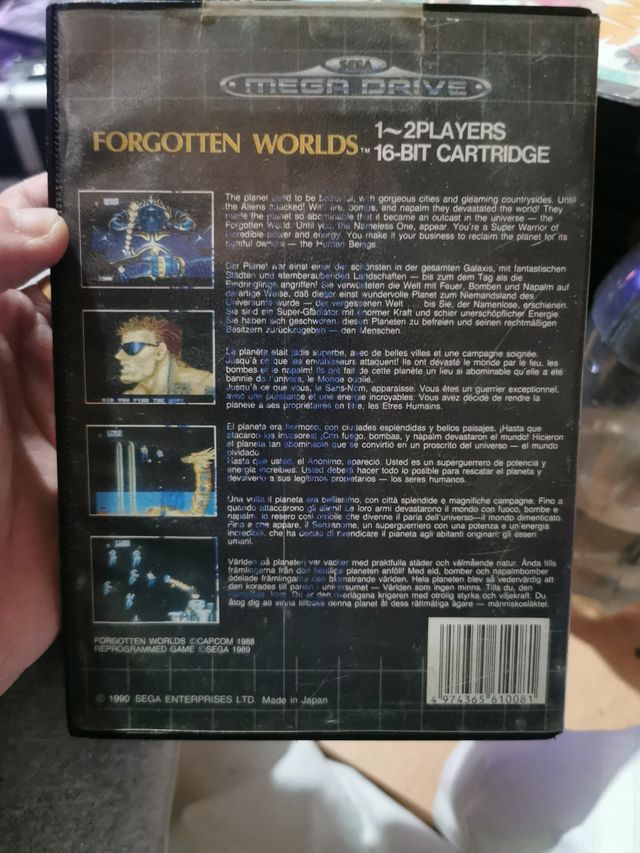 SEGA
MEGA DRIVE
FORGOTTEN WORLDS™
1~2PLAYERS
16-BIT CARTRIDGE
The planet used to be beautiful, with gorgeous cities and gleaming countrysides. Until
the Aliens attacked! With fire, bombs, and napalm they devastated the world! They
made the planet so abominable that it became an outcast in the universe — the
Forgotten World. Until you, the Nameless One, appear. You're a Super Warrior of
incredible power and energy. You make it your business to reclaim the planet for its
rightful owners — the Human Beings.
Der Planet war einst einer der schönsten in der gesamten Galaxis, mit fantastischen
Städten und atemberaubenden Landschaften — bis zum dem Tag als die
Eindringlinge angriffen! Sie verwüsteten die Welt mit Feuer, Bomben und Napalm auf
derartige Weise, daß dieser einst wundervolle Planet zum Niemandsland des
Universums wurde — der vergessenen Welt . . . bis Sie, der Namenlose, erschienen.
Sie sind ein Super-Gladiator mit enormer Kraft und schier unerschöpflicher Energie.
Sie haben sich geschworen, diesen Planeten zu befreien und seinen rechtmäßigen
Besitzern zurückzugeben — den Menschen.
La planète était jadis superbe, avec de belles villes et une campagne soignée.
Jusqu'à ce que les envahisseurs attaquent! Ils ont dévasté le monde par le feu, les
bombes et le napalm! Ils ont fait de cette planète un lieu si abominable qu'elle a été
bannie de l'univers, le Monde oublié.
Jusqu'à ce que vous, le Sans-Nom, apparaisse. Vous êtes un guerrier exceptionnel,
avec une puissance et une énergie incroyables. Vous avez décidé de rendre la
planète à ses propriétaires en titre, les Etres Humains.
El planeta era hermoso, con ciudades espléndidas y bellos paisajes. ¡Hasta que
atacaron los invasores! ¡Con fuego, bombas, y napalm devastaron el mundo! Hicieron
el planeta tan abominable que se convirtió en un proscrito del universo — el mundo
olvidado.
Hasta que usted, el Anónimo, apareció. Usted es un superguerrero de potencia y
energía increíbles. Usted deberá hacer todo lo posible para rescatar el planeta y
devolverlo a sus legítimos propietarios — los seres humanos.
Una volta il pianeta era bellissimo, con città splendide e magnifiche campagne. Fino a
quando attaccarono gli alieni! Le loro armi devastarono il mondo con fuoco, bombe e
napalm. lo resero così orribile che divenne il paria dell'universo—il mondo dimenticato.
Fino a che appare, il Senzanome, un superguerriero con una potenza e un'energia
incredibili, che ha deciso di rivendicare il pianeta agli abitanti originari: gli esseri
umani.
Världen på planeten var vacker med praktfulla städer och välmående natur. Ända tills
främlingarna från den hemliga planeten anföll! Med eld, bomber och napalmbomber
ödelade främlingarna den blomstrande världen. Hela planeten blev så vedervärdig att
den korades till parian i universumet — Världen som ingen minns. Tills du, den
namnlösa kom. Du är den överlägsna krigaren med otrolig styrka och viljekraft. Du
åtog dig att vinna tillbaka denna planet åt dess rättmätiga ägare — människosläktet.
FORGOTTEN WORLDS ©CAPCOM 1988
REPROGRAMMED GAME ©SEGA 1989
© 1990 SEGA ENTERPRISES LTD. Made in Japan
4 974365 610081